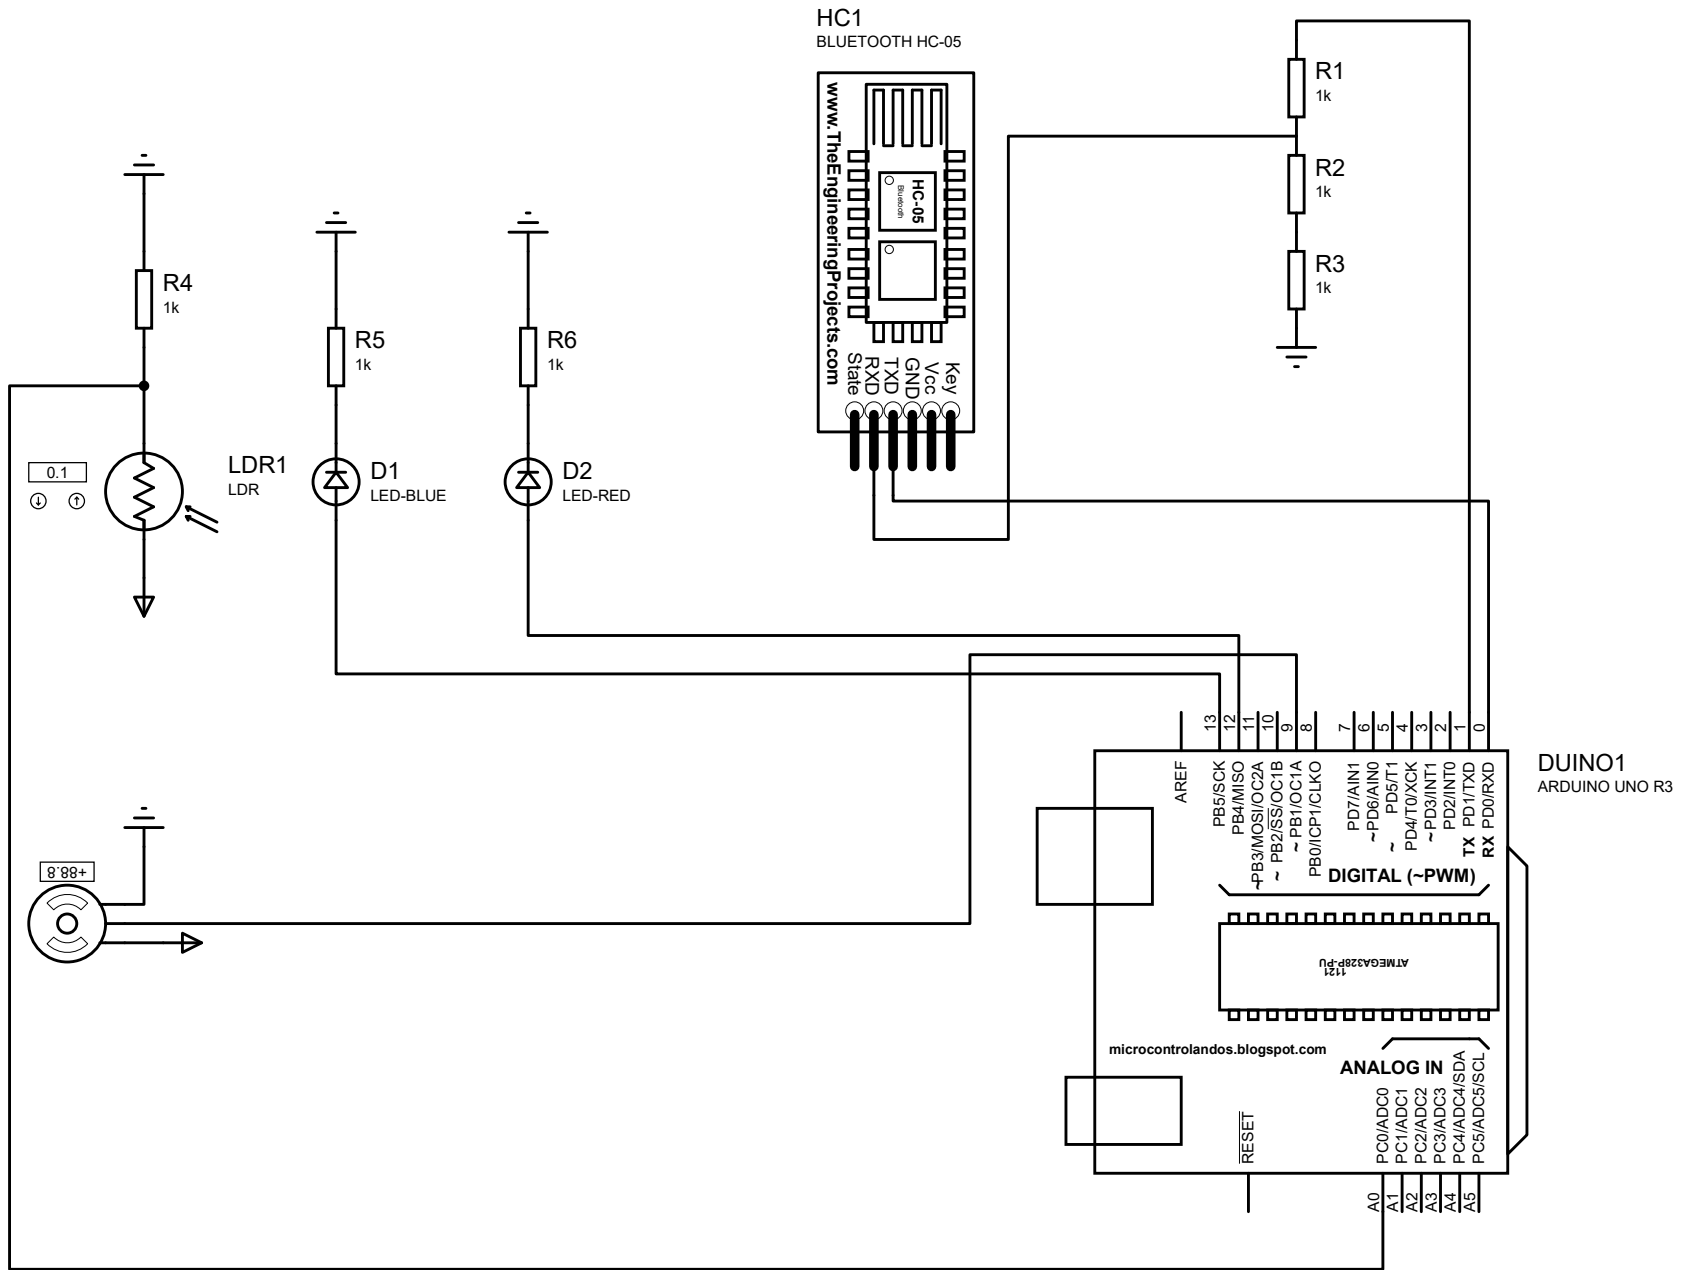 HC1
BLUETOOTH HC-05
www.TheEngineeringProjects.com
HC-05
Bluetooth
State
RXD
TXD
GND
Vcc
Key
R1
1k
R2
1k
R3
1k
R4
1k
R5
1k
R6
1k
0.1
LDR1
LDR
D1
LED-BLUE
D2
LED-RED
+88.8
DUINO1
ARDUINO UNO R3
13
12
11
10
9
8
7
6
5
4
3
2
1
0
AREF
PB5/SCK
PB4/MISO
~PB3/MOSI/OC2A
~ PB2/SS/OC1B
~ PB1/OC1A
PB0/ICP1/CLKO
PD7/AIN1
~PD6/AIN0
~ PD5/T1
PD4/T0/XCK
~PD3/INT1
PD2/INT0
TX PD1/TXD
RX PD0/RXD
DIGITAL (~PWM)
ATMEGA328P-PU
1121
microcontrolandos.blogspot.com
ANALOG IN
RESET
PC0/ADC0
PC1/ADC1
PC2/ADC2
PC3/ADC3
PC4/ADC4/SDA
PC5/ADC5/SCL
A0
A1
A2
A3
A4
A5